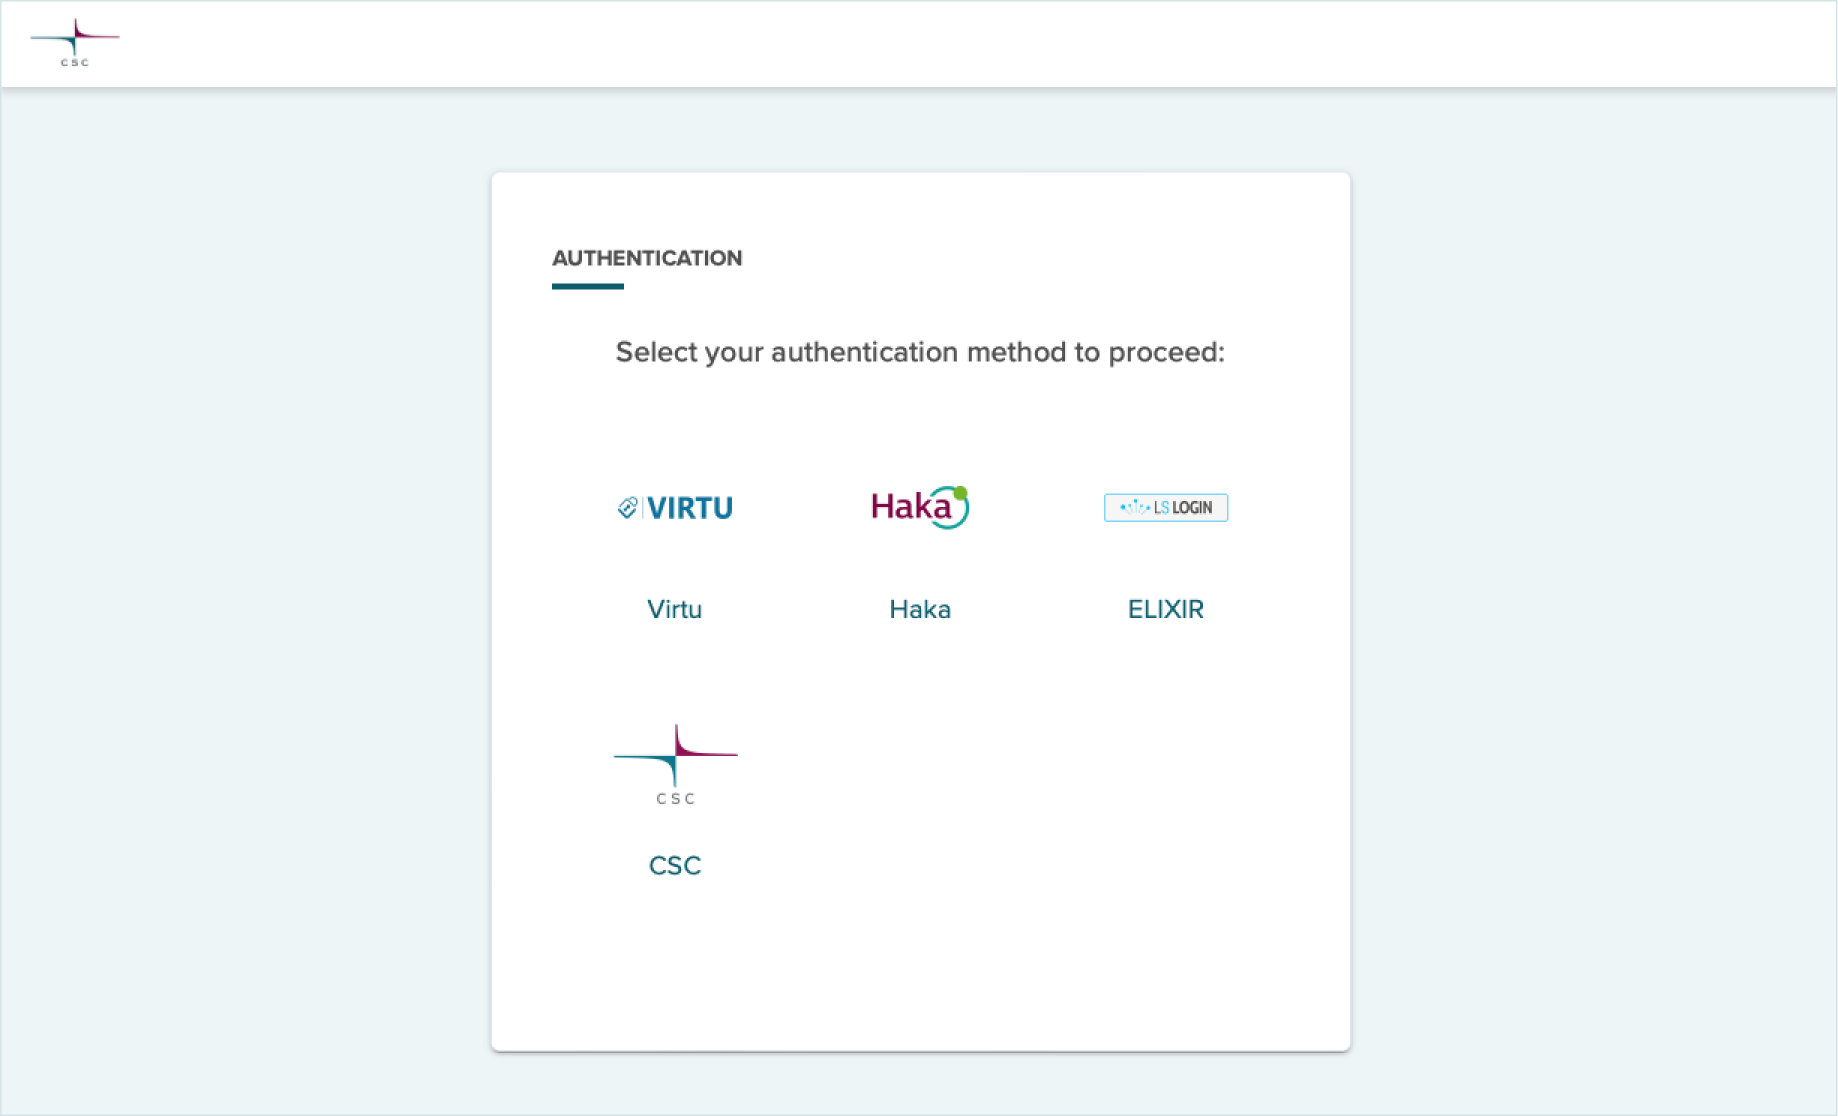 CSC
AUTHENTICATION
Select your authentication method to proceed:
VIRTU
Haka
LS LOGIN
Virtu
Haka
ELIXIR
CSC
CSC